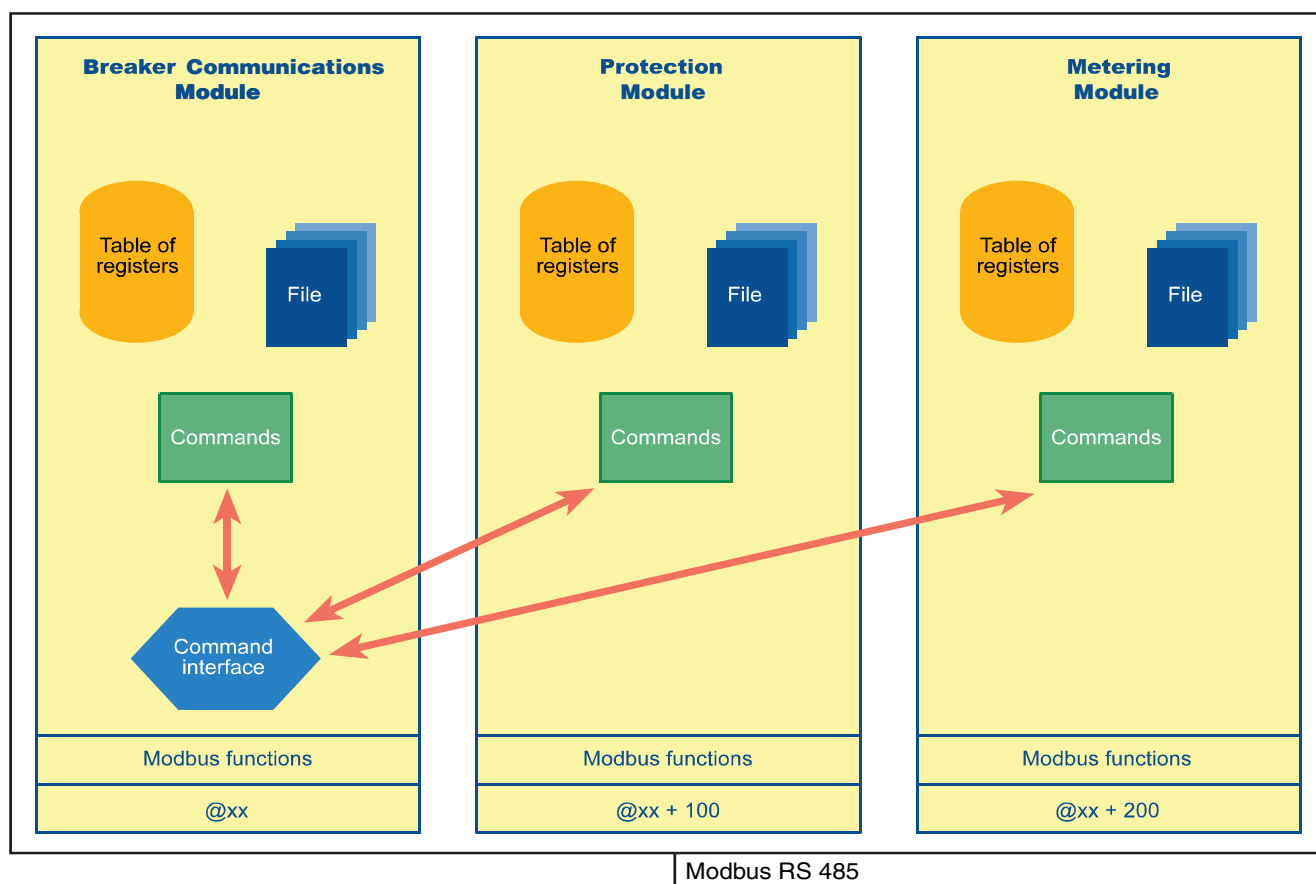 Breaker Communications
Module
Table of
registers
File
Commands
Command
interface
Modbus functions
@xx
Protection
Module
Table of
registers
File
Commands
Modbus functions
@xx + 100
Metering
Module
Table of
registers
File
Commands
Modbus functions
@xx + 200
Modbus RS 485